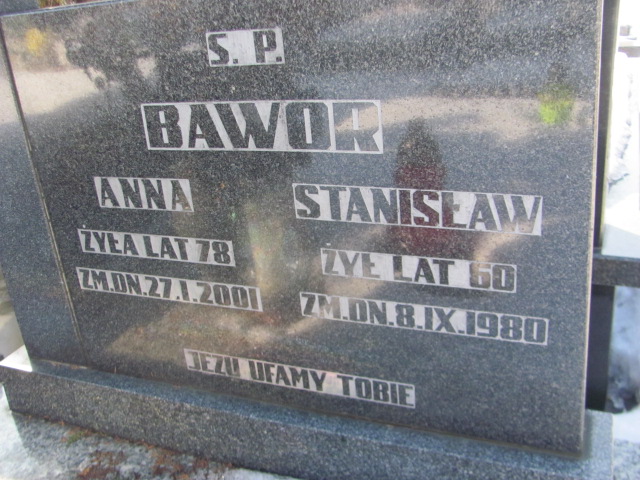 Ś. P.
BAWOR
ANNA
ŻYŁA LAT 78
ZM.DN.27.I.2001
STANISŁAW
ŻYŁ LAT 60
ZM.DN.8.IX.1980
JEZU UFAMY TOBIE